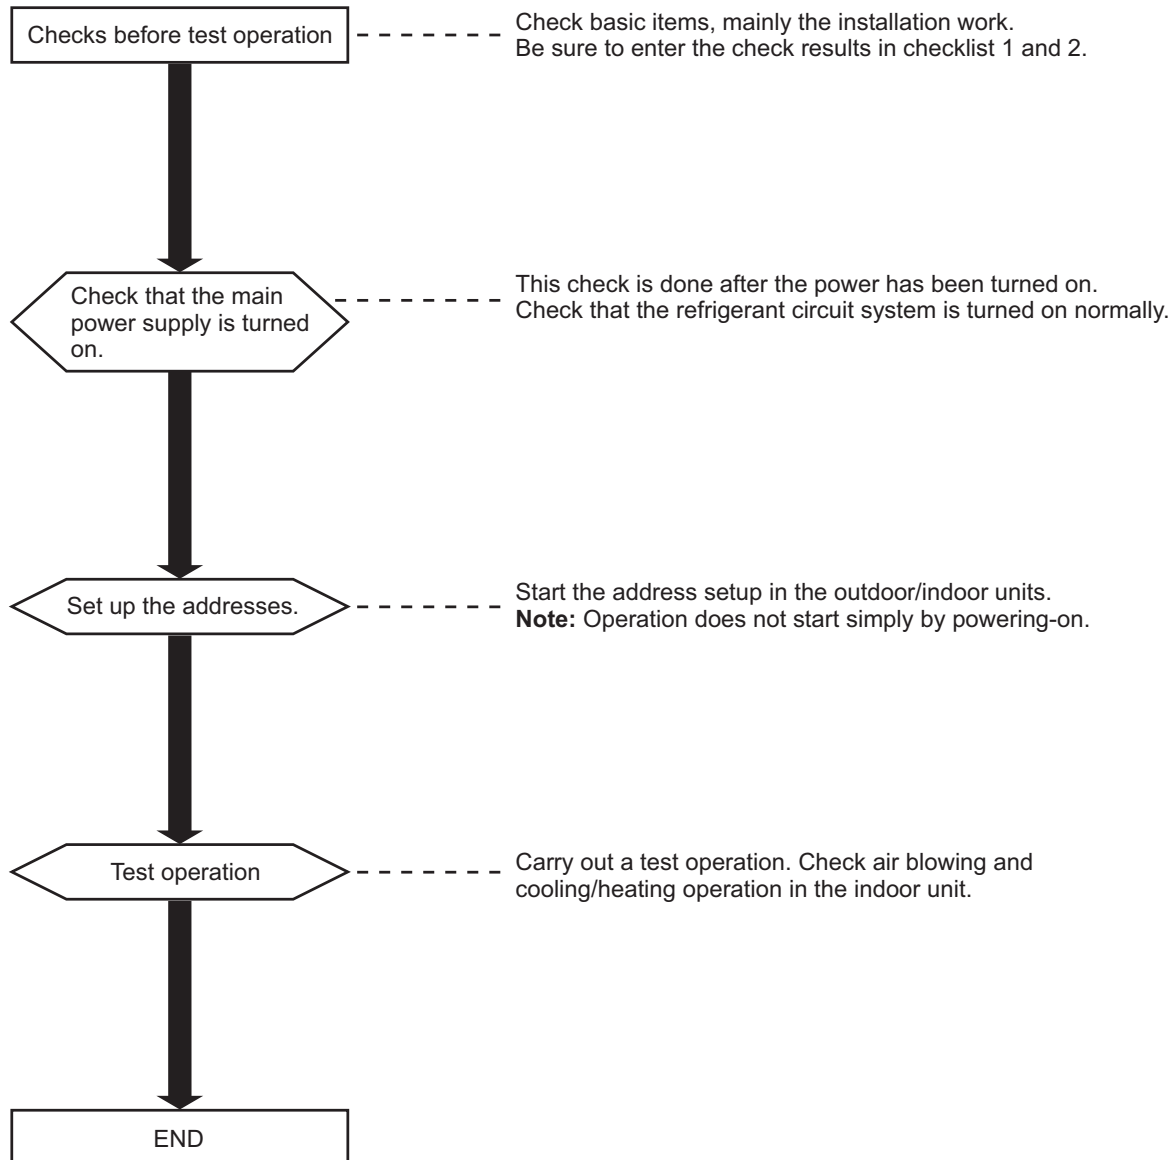 Checks before test operation
Check basic items, mainly the installation work.
Be sure to enter the check results in checklist 1 and 2.
Check that the main
power supply is turned
on.
This check is done after the power has been turned on.
Check that the refrigerant circuit system is turned on normally.
Set up the addresses.
Start the address setup in the outdoor/indoor units.
Note: Operation does not start simply by powering-on.
Test operation
Carry out a test operation. Check air blowing and
cooling/heating operation in the indoor unit.
END